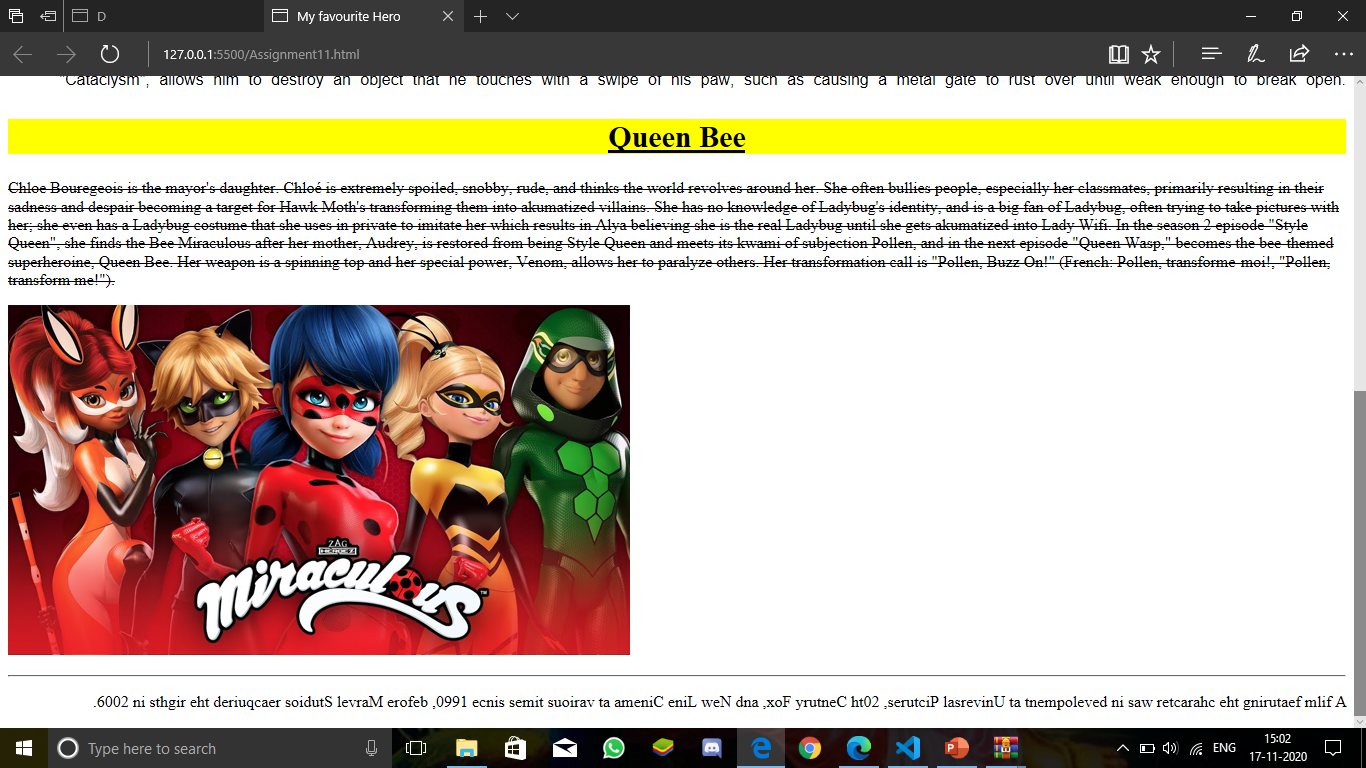 D
My favourite Hero
127.0.0.1:5500/Assignment11.html
"Cataclysm", allows him to destroy an object that he touches with a swipe of his paw, such as causing a metal gate to rust over until weak enough to break open.
Queen Bee
Chloe Bouregeois is the mayor's daughter. Chloé is extremely spoiled, snobby, rude, and thinks the world revolves around her. She often bullies people, especially her classmates, primarily resulting in their
sadness and despair becoming a target for Hawk Moth's transforming them into akumatized villains. She has no knowledge of Ladybug's identity, and is a big fan of Ladybug, often trying to take pictures with
her; she even has a Ladybug costume that she uses in private to imitate her which results in Alya believing she is the real Ladybug until she gets akumatized into Lady Wifi. In the season 2 episode "Style
Queen", she finds the Bee Miraculous after her mother, Audrey, is restored from being Style Queen and meets its kwami of subjection Pollen, and in the next episode "Queen Wasp," becomes the bee-themed
superheroine, Queen Bee. Her weapon is a spinning top and her special power, Venom, allows her to paralyze others. Her transformation call is "Pollen, Buzz On!" (French: Pollen, transforme-moi!, "Pollen,
transform me!").
ZAG
HEROEZ
Miraculous™
.6002 ni sthgir eht deriuqcaer soidutS levraM erofeb ,0991 ecnis semit suoirav ta ameniC eniL weN dna ,xoF yrutneC ht02 ,serutciP lasrevinU ta tnempoleved ni saw retcarahc eht gnirutaef mlif A
Type here to search
ENG
15:02
17-11-2020